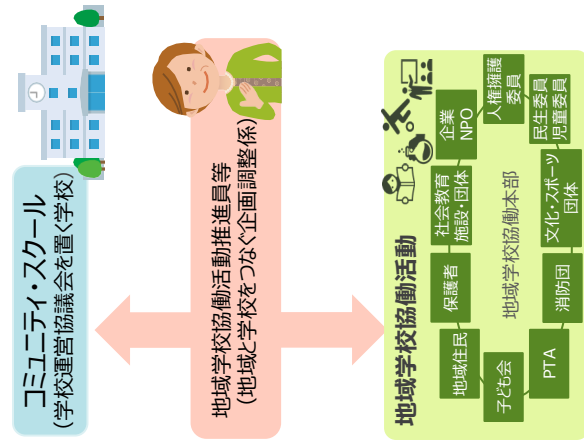 コミュニティ・スクール
(学校運営協議会を置く学校)
地域学校協働活動推進員等
(地域と学校をつなぐ企画調整係)
地域学校協働活動
地域学校協働本部
地域住民
保護者
社会教育
施設・団体
企業
NPO
人権擁護
委員
民生委員
児童委員
文化・スポーツ
団体
消防団
PTA
子ども会